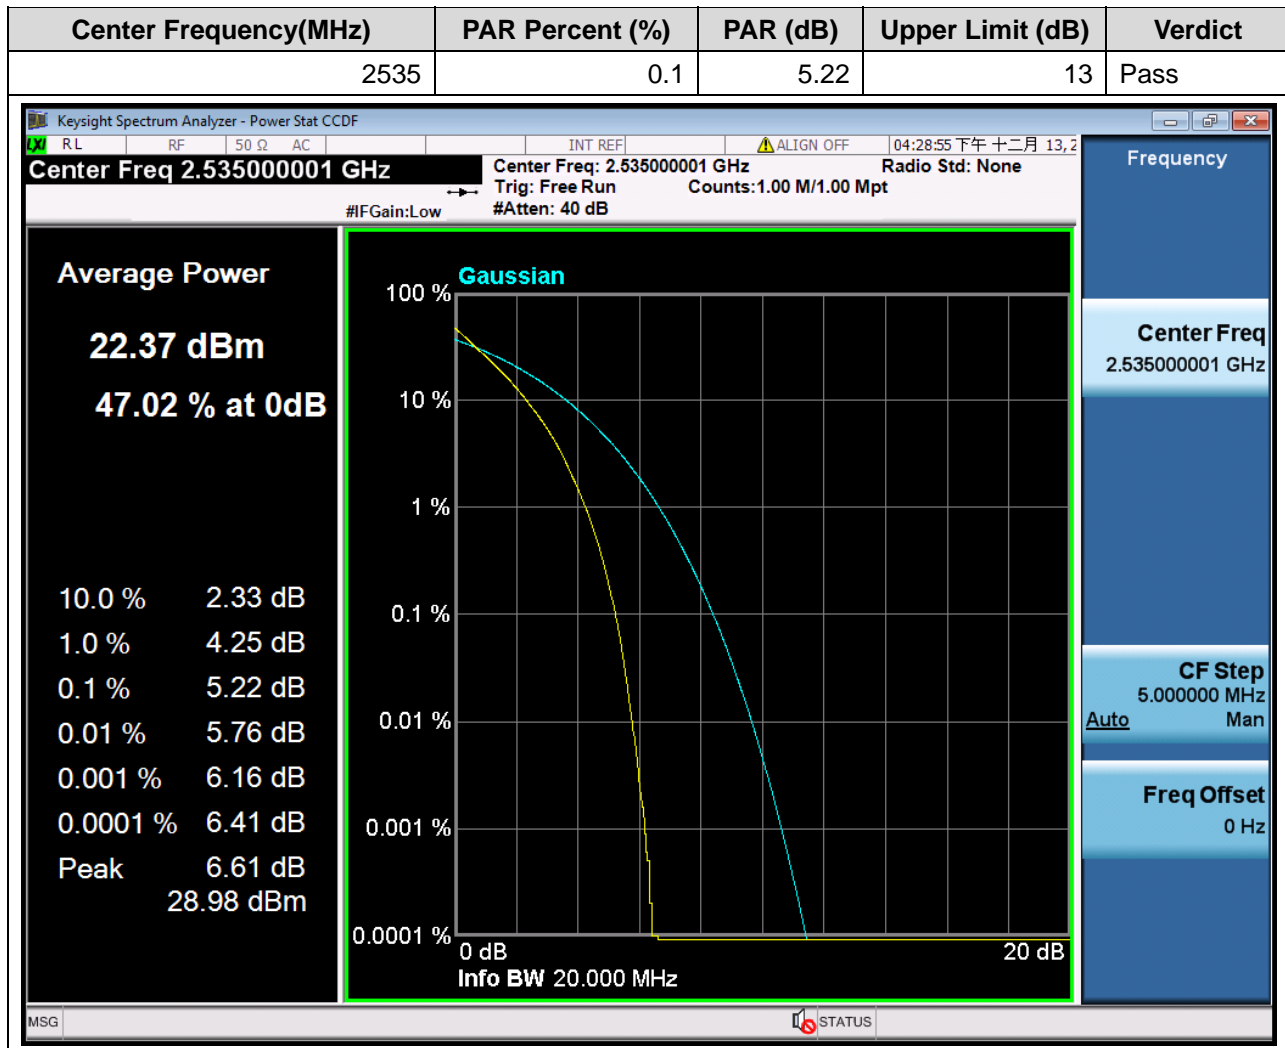 Center Frequency(MHz) PAR Percent (%) PAR (dB) Upper Limit (dB) Verdict
2535 0.1 5.22 13 Pass
Keysight Spectrum Analyzer - Power Stat CCDF
LXI RL RF 50 Ω AC INT REF ALIGN OFF 04:28:55 下午 十二月 13, 2
Center Freq 2.535000001 GHz
Center Freq: 2.535000001 GHz Radio Std: None
Trig: Free Run Counts:1.00 M/1.00 Mpt
#IFGain:Low #Atten: 40 dB
Frequency
Average Power
22.37 dBm
47.02 % at 0dB
10.0 % 2.33 dB
1.0 % 4.25 dB
0.1 % 5.22 dB
0.01 % 5.76 dB
0.001 % 6.16 dB
0.0001 % 6.41 dB
Peak 6.61 dB
28.98 dBm
Gaussian
100 %
10 %
1 %
0.1 %
0.01 %
0.001 %
0.0001 %
0 dB 20 dB
Info BW 20.000 MHz
Center Freq
2.535000001 GHz
CF Step
5.000000 MHz
Auto Man
Freq Offset
0 Hz
MSG STATUS